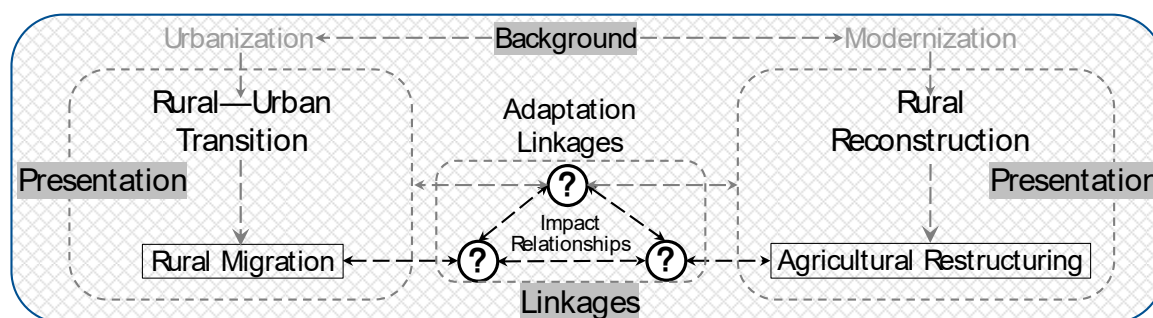 Urbanization Background Modernization
Rural—Urban
Transition
Adaptation
Linkages
Rural
Reconstruction
Presentation
Presentation
?
Impact
Relationships
Rural Migration
?
?
Agricultural Restructuring
Linkages